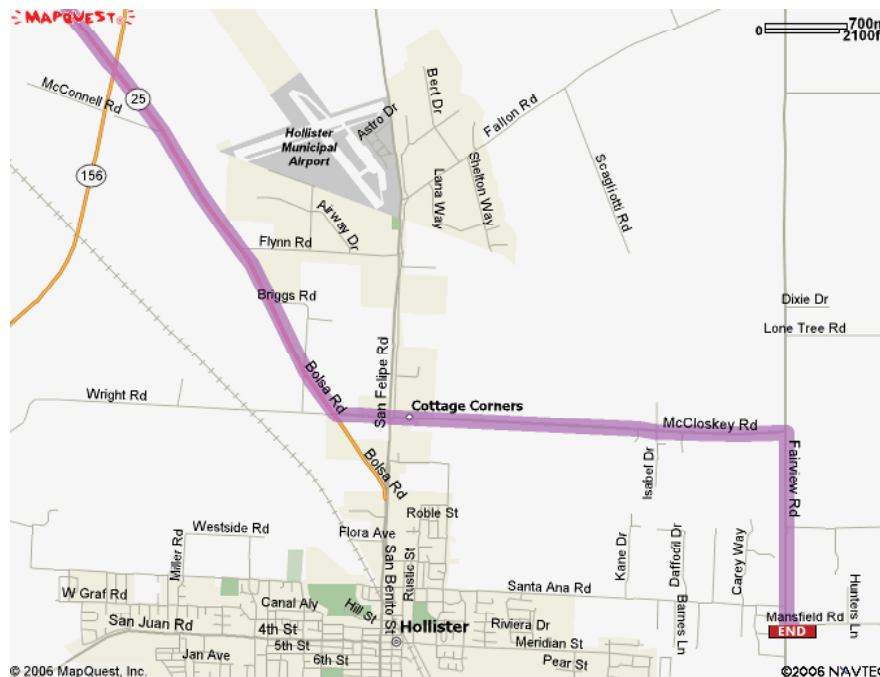 MAPQUEST
0 700m
2100f
McConnell Rd
25
156
Hollister
Municipal
Airport
Astro Dr
Bert Dr
Fallon Rd
Lana Way
Shelton Way
Scagliotti Rd
Airway Dr
Flynn Rd
Briggs Rd
Dixie Dr
Lone Tree Rd
San Felipe Rd
Bolsa Rd
Wright Rd
Cottage Corners
McCloskey Rd
Isabel Dr
Fairview Rd
Bolsa Rd
Roble St
Westside Rd
Miller Rd
Flora Ave
San Benito St
Rustic St
Kane Dr
Daffodil Dr
Barnes Ln
Carey Way
Hunters Ln
Santa Ana Rd
W Graf Rd
Canal Aly
Hill St
Mansfield Rd
END
San Juan Rd
4th St
Hollister
Riviera Dr
5th St
Meridian St
Jan Ave
6th St
Pear St
© 2006 MapQuest, Inc.
©2006 NAVTEQ